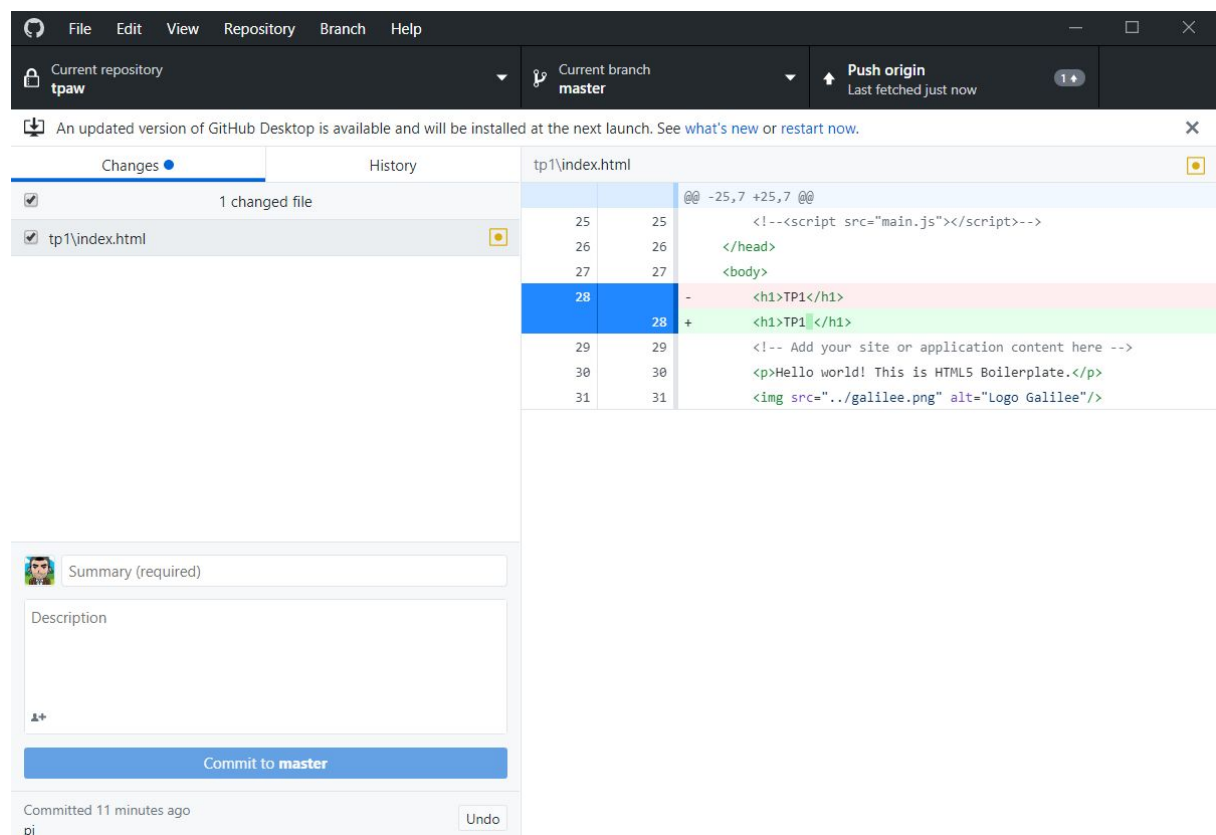 File Edit View Repository Branch Help
Current repository
tpaw
Current branch
master
Push origin
Last fetched just now
1
An updated version of GitHub Desktop is available and will be installed at the next launch. See what's new or restart now.
Changes History
1 changed file
tp1\index.html
tp1\index.html
@@ -25,7 +25,7 @@
25 25 <!--<script src="main.js"></script>-->
26 26 </head>
27 27 <body>
28 - <h1>TP1</h1>
28 + <h1>TP1 </h1>
29 29 <!-- Add your site or application content here -->
30 30 <p>Hello world! This is HTML5 Boilerplate.</p>
31 31 <img src="../galilee.png" alt="Logo Galilee"/>
Summary (required)
Description
Commit to master
Committed 11 minutes ago
pi
Undo